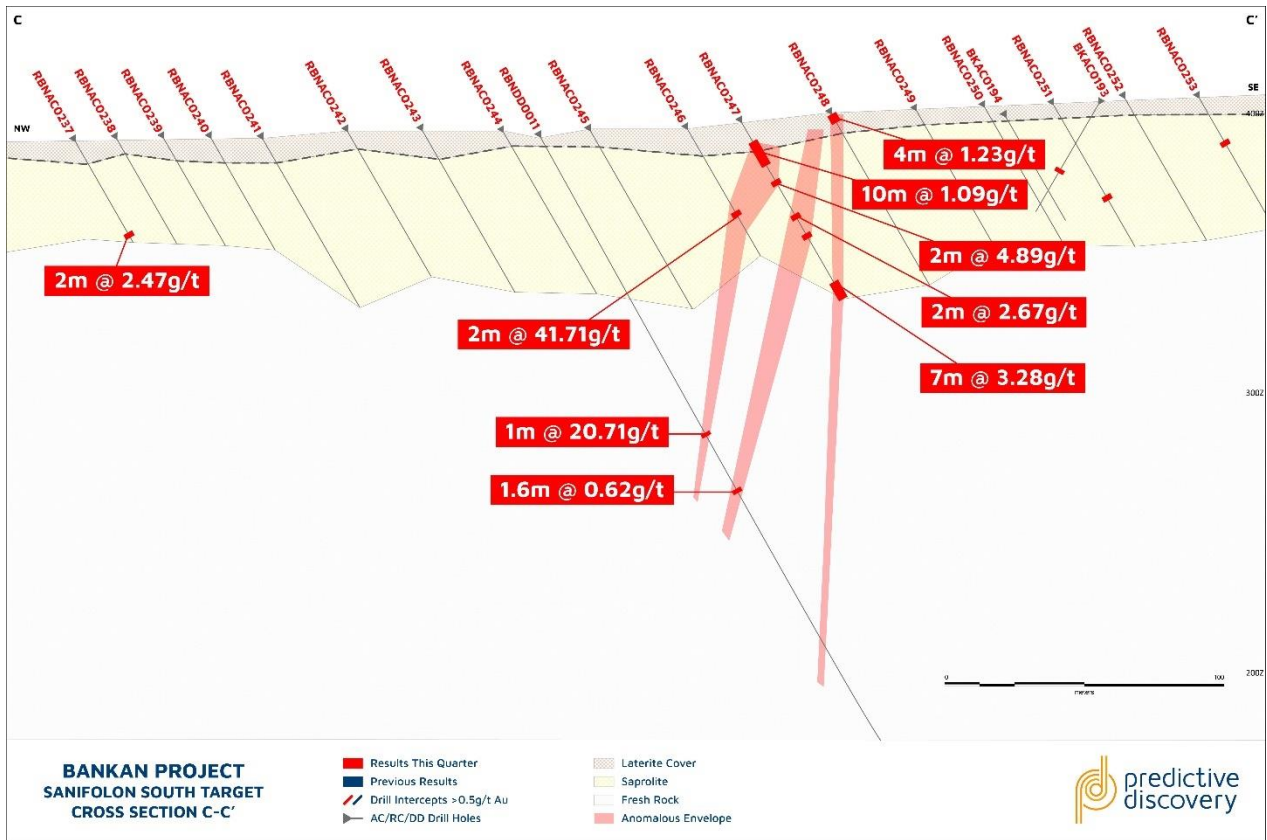 C
C'
NW
SE
RBNAC0237
RBNAC0238
RBNAC0239
RBNAC0240
RBNAC0241
RBNAC0242
RBNAC0243
RBNAC0244
RBNDD0011
RBNAC0245
RBNAC0246
RBNAC0247
RBNAC0248
RBNAC0249
RBNAC0250
BKAC0194
RBNAC0251
BKAC0193
RBNAC0252
RBNAC0253
400Z
4m @ 1.23g/t
10m @ 1.09g/t
2m @ 4.89g/t
2m @ 2.47g/t
2m @ 2.67g/t
2m @ 41.71g/t
7m @ 3.28g/t
300Z
1m @ 20.71g/t
1.6m @ 0.62g/t
200Z
0
100
meters
BANKAN PROJECT
SANIFOLON SOUTH TARGET
CROSS SECTION C-C'
Results This Quarter
Previous Results
Drill Intercepts >0.5g/t Au
AC/RC/DD Drill Holes
Laterite Cover
Saprolite
Fresh Rock
Anomalous Envelope
predictive
discovery